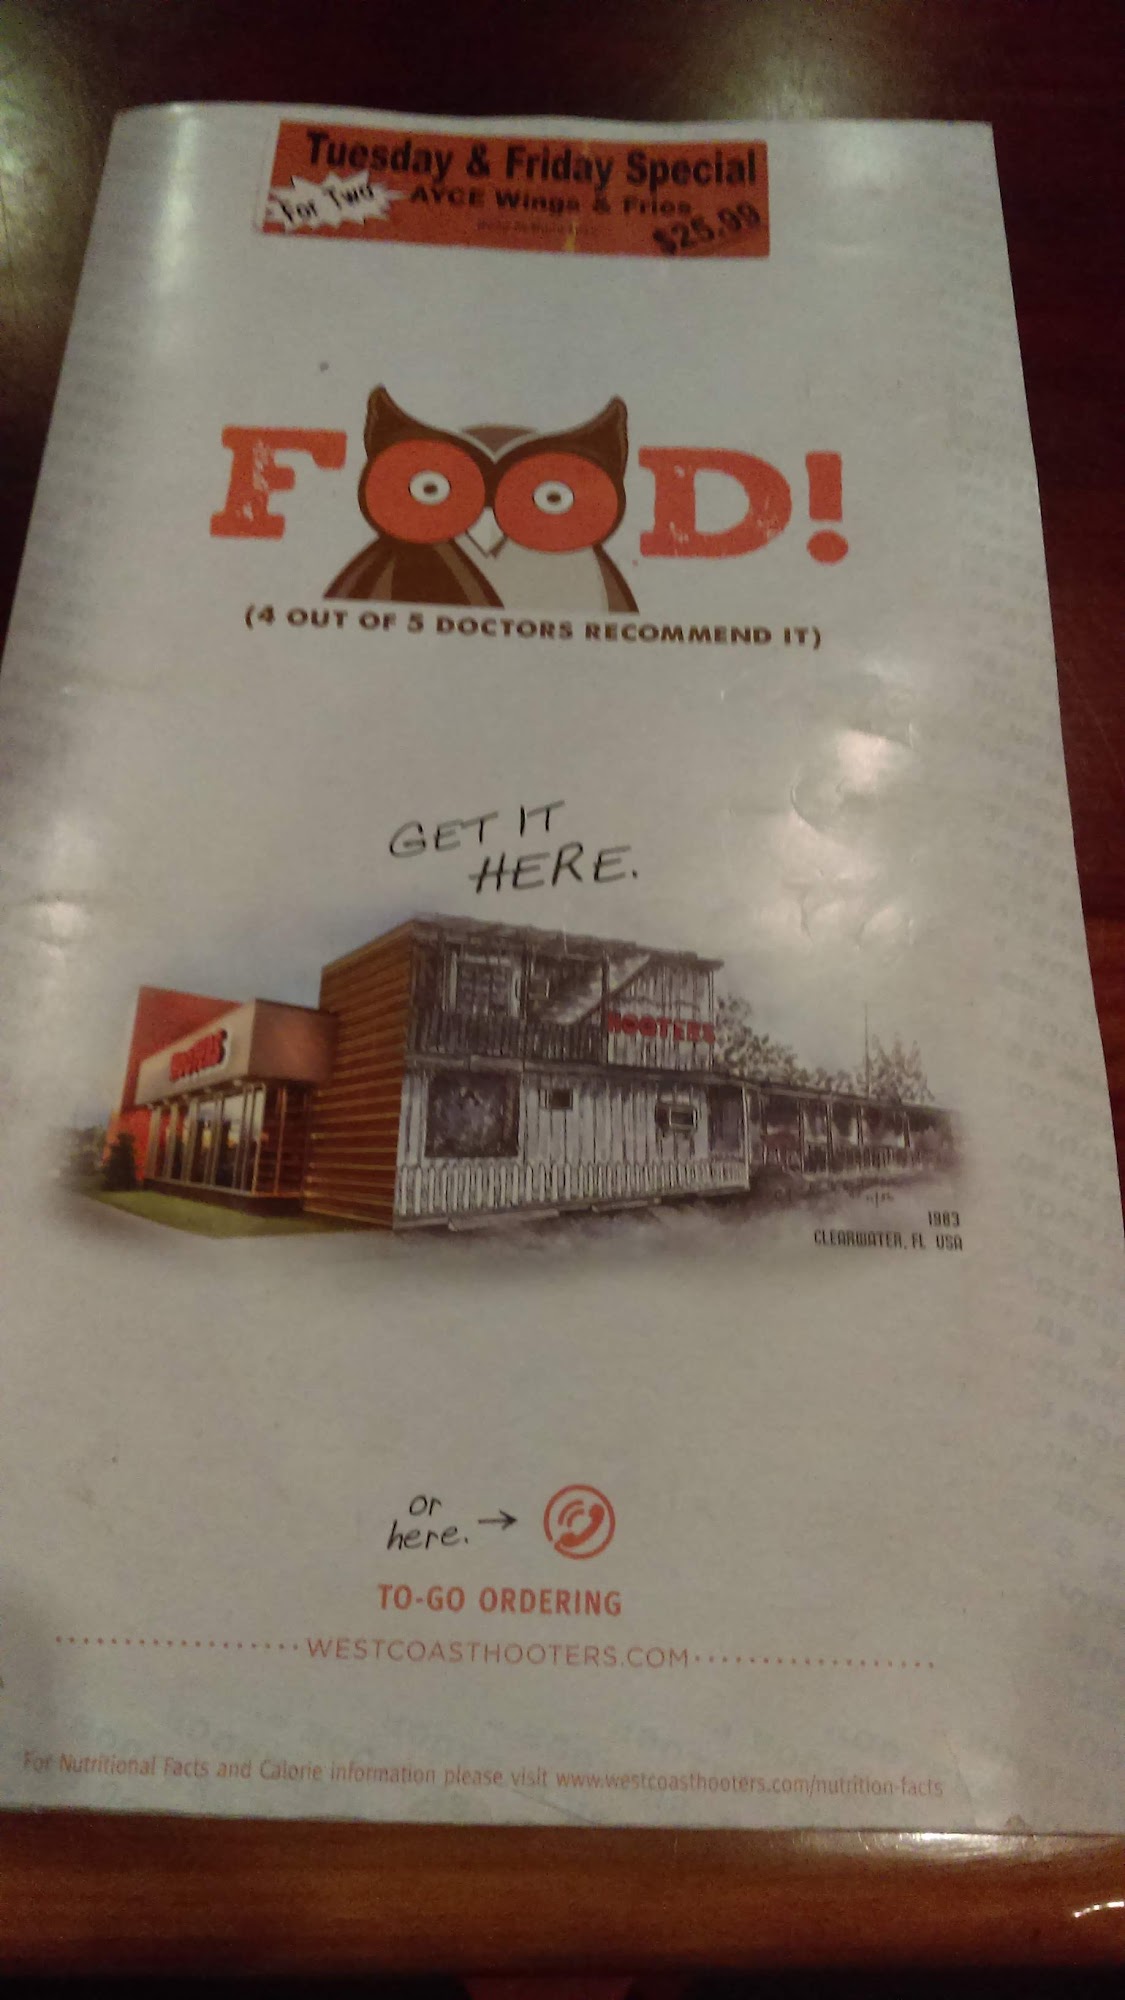 Tuesday & Friday Special
For Two
AYCE Wings & Fries
$25.99
FOOD!
(4 OUT OF 5 DOCTORS RECOMMEND IT)
GET IT
HERE.
HOOTERS
HOOTERS
1983
CLEARWATER, FL USA
or
here. →
TO-GO ORDERING
WESTCOASTHOOTERS.COM
For Nutritional Facts and Calorie information please visit www.westcoasthooters.com/nutrition-facts